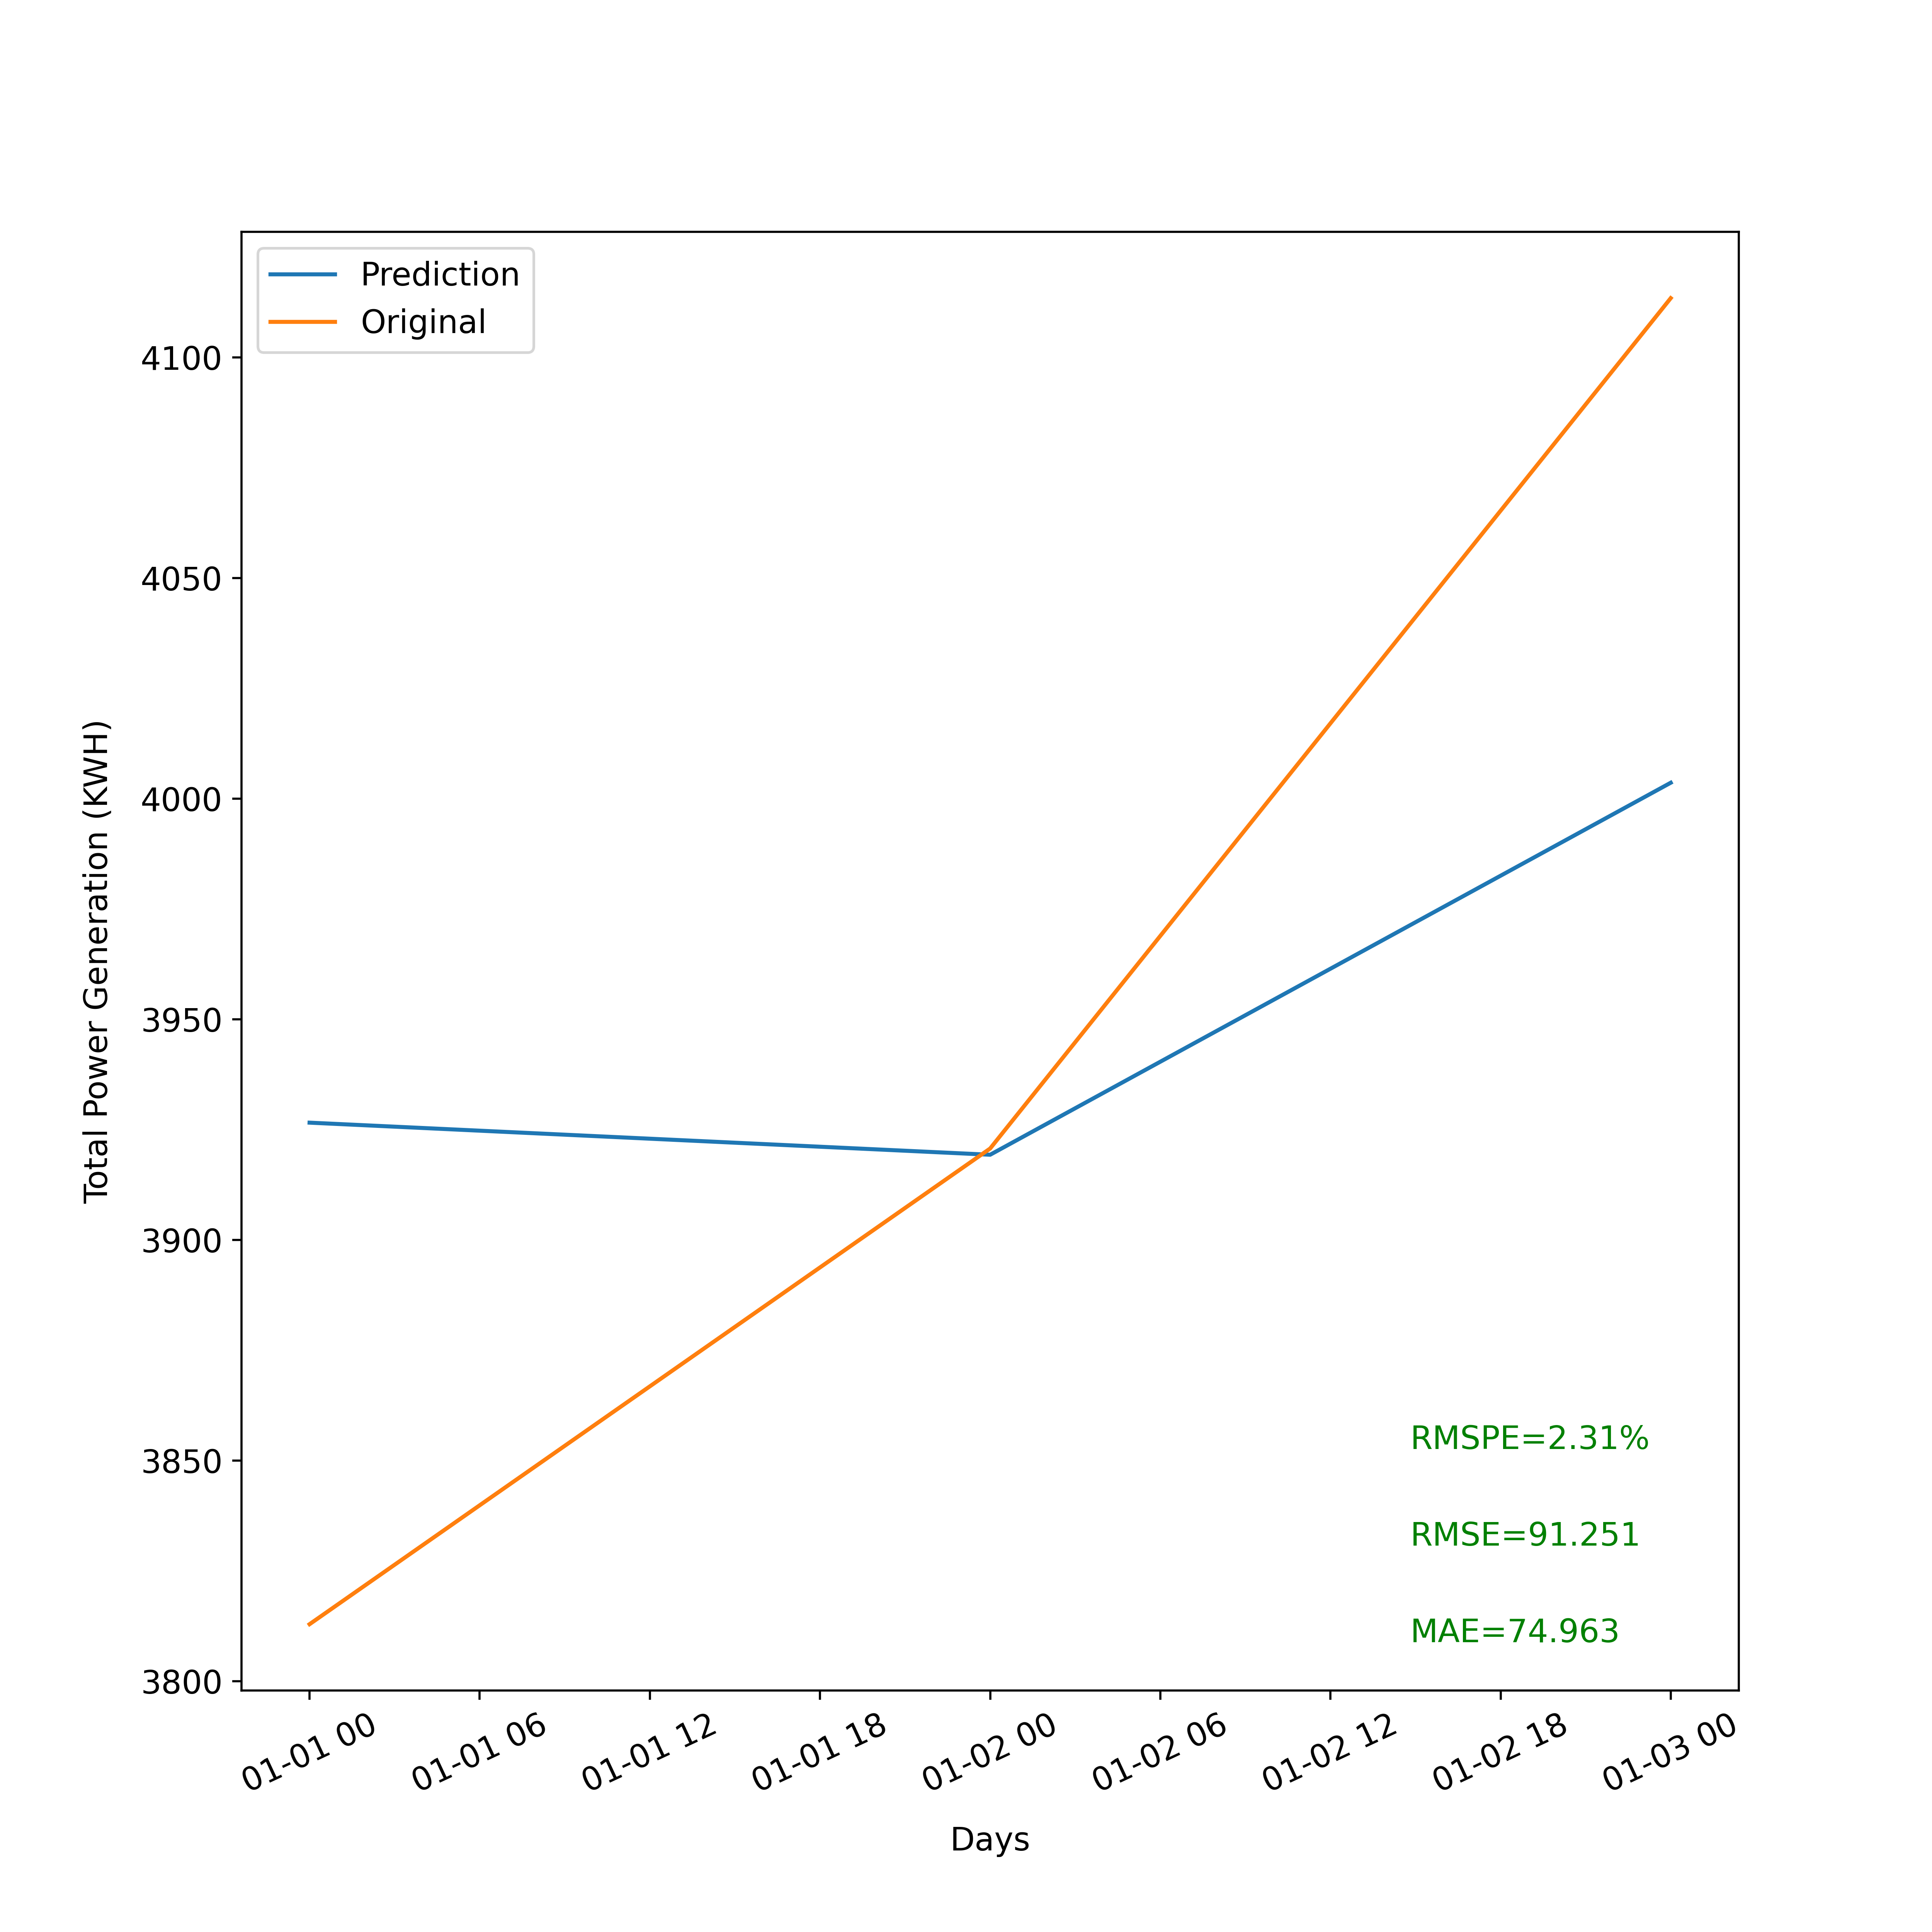 Prediction
Original
4100
4050
4000
3950
3900
3850
3800
Total Power Generation (KWH)
RMSPE=2.31%
RMSE=91.251
MAE=74.963
01-01 00
01-01 06
01-01 12
01-01 18
01-02 00
01-02 06
01-02 12
01-02 18
01-03 00
Days